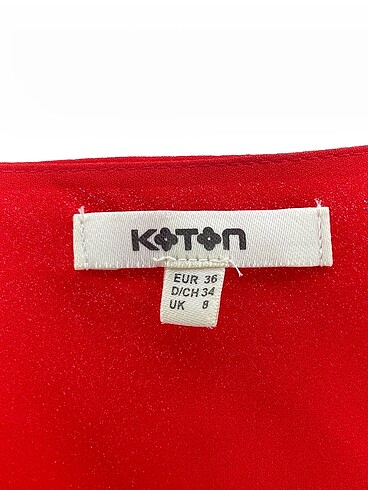 KOTON
EUR 36
D/CH 34
UK 8